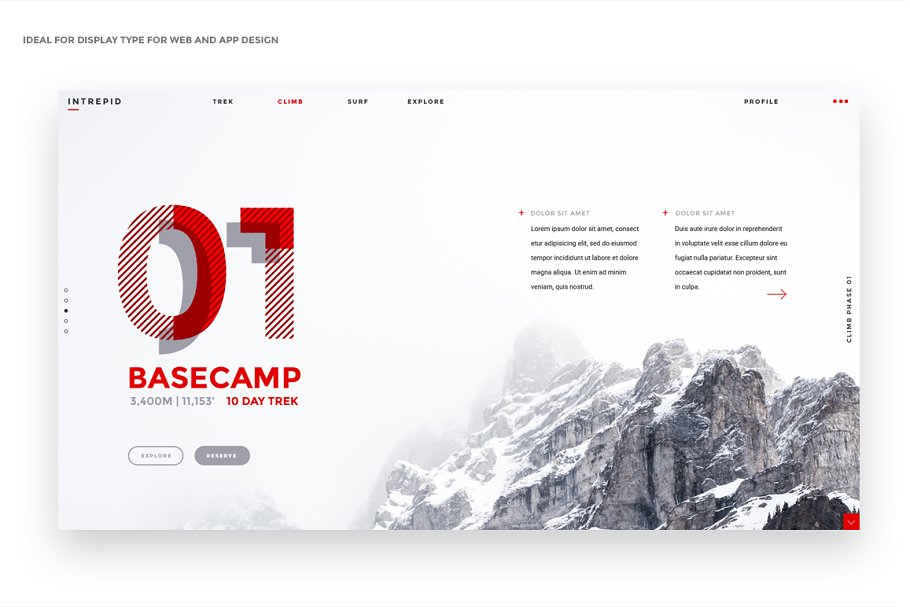 IDEAL FOR DISPLAY TYPE FOR WEB AND APP DESIGN
INTREPID
TREK
CLIMB
SURF
EXPLORE
PROFILE
01
BASECAMP
3,400M | 11,153' 10 DAY TREK
EXPLORE
RESERVE
+ DOLOR SIT AMET
Lorem ipsum dolor sit amet, consect
etur adipisicing elit, sed do eiusmod
tempor incididunt ut labore et dolore
magna aliqua. Ut enim ad minim
veniam, quis nostrud.
+ DOLOR SIT AMET
Duis aute irure dolor in reprehenderit
in voluptate velit esse cillum dolore eu
fugiat nulla pariatur. Excepteur sint
occaecat cupidatat non proident, sunt
in culpa.
CLIMB PHASE 01